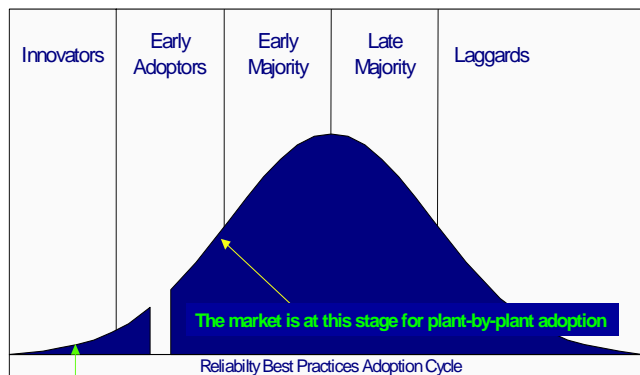 Innovators
Early
Adoptors
Early
Majority
Late
Majority
Laggards
The market is at this stage for plant-by-plant adoption
Reliabilty Best Practices Adoption Cycle